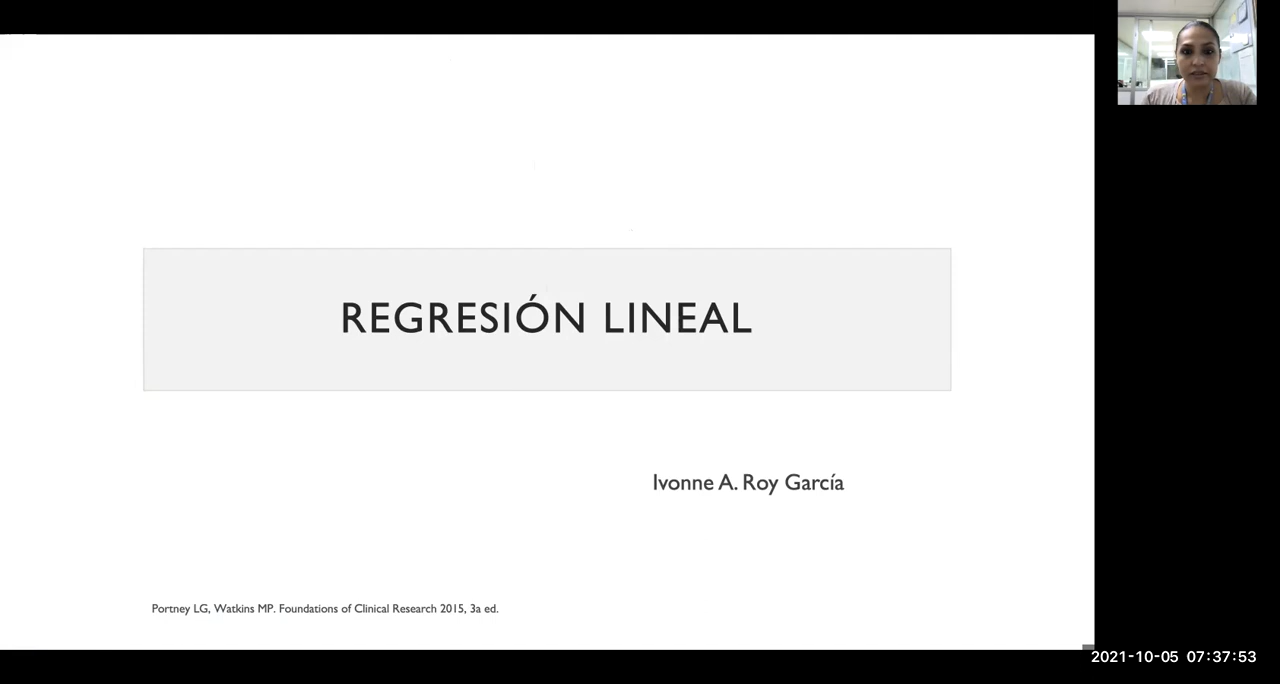 REGRESIÓN LINEAL
Ivonne A. Roy García
Portney LG, Watkins MP. Foundations of Clinical Research 2015, 3a ed.
2021-10-05 07:37:53